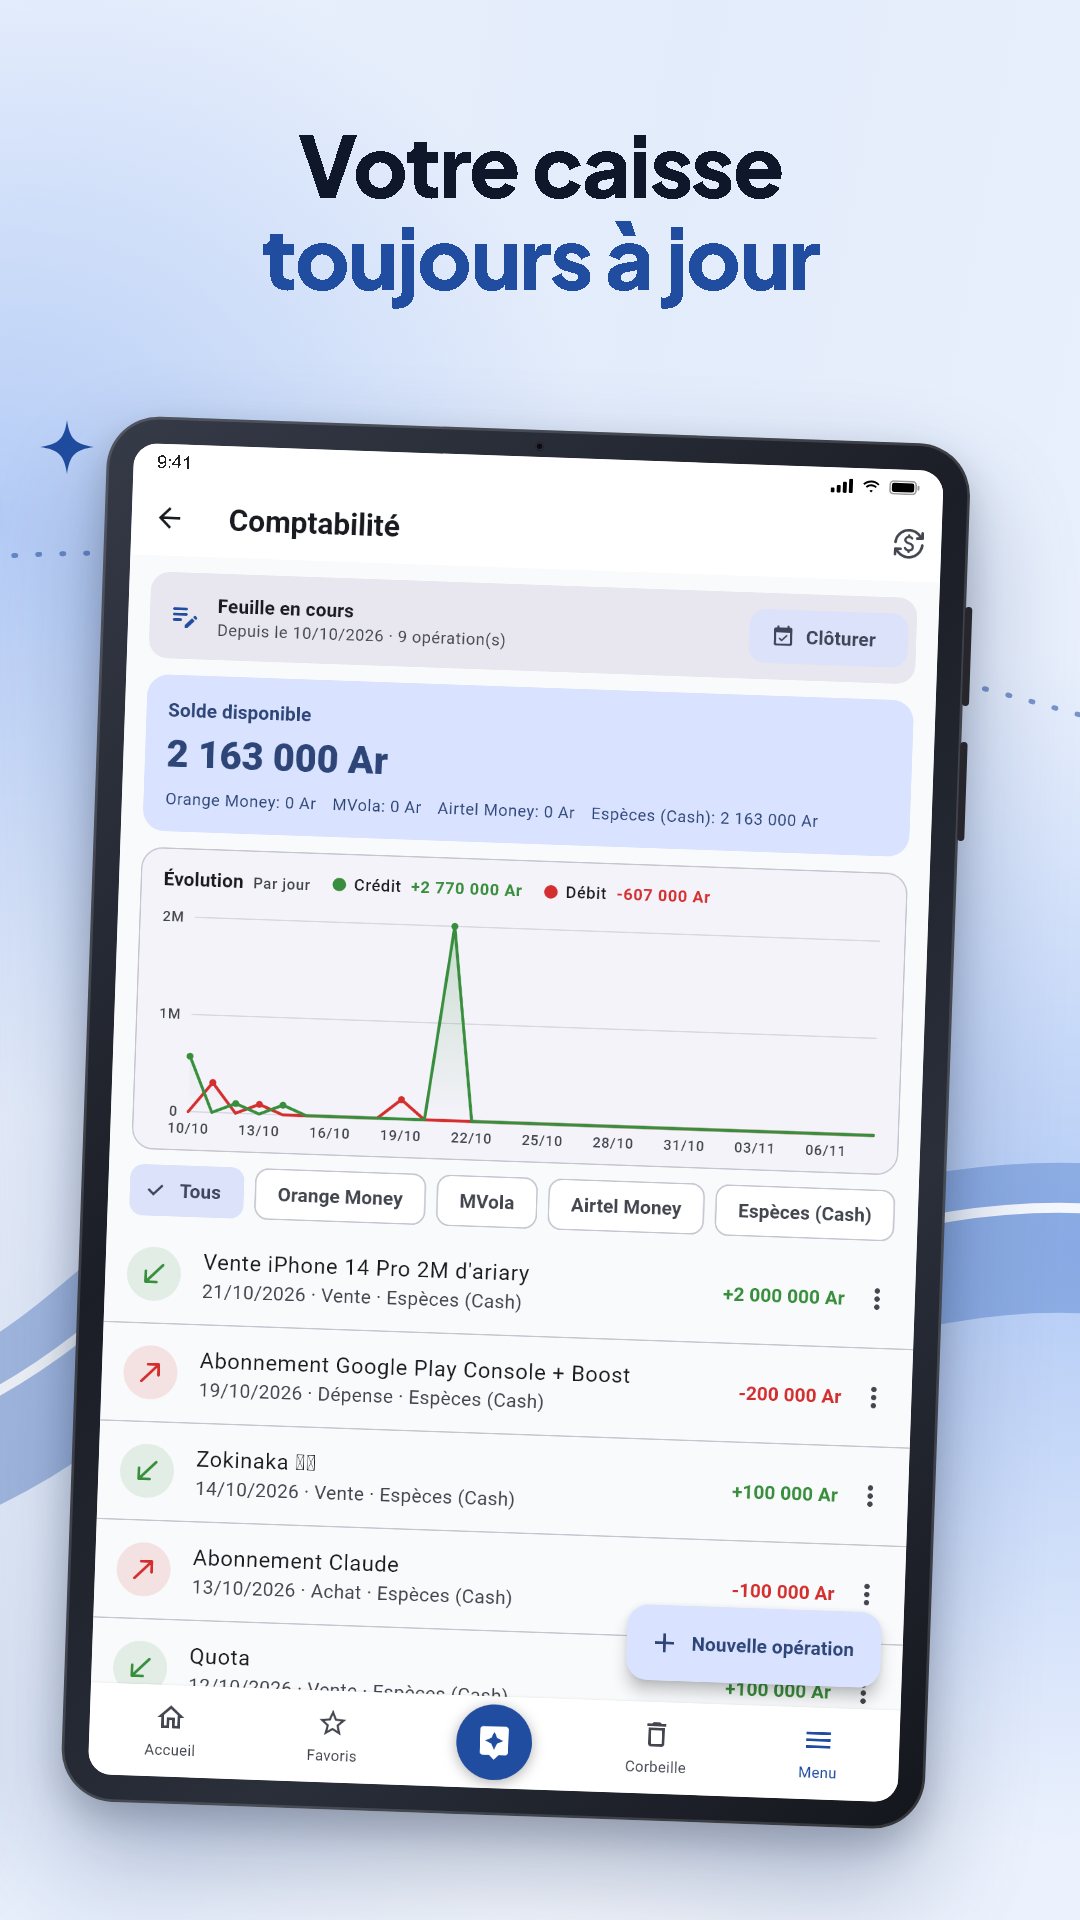 Votre caisse
toujours à jour
9:41
Comptabilité
Feuille en cours
Depuis le 10/10/2026 · 9 opération(s)
Clôturer
Solde disponible
2 163 000 Ar
Orange Money: 0 Ar MVola: 0 Ar Airtel Money: 0 Ar Espèces (Cash): 2 163 000 Ar
Évolution Par jour Crédit +2 770 000 Ar Débit -607 000 Ar
2M
1M
0
10/10 13/10 16/10 19/10 22/10 25/10 28/10 31/10 03/11 06/11
Tous Orange Money MVola Airtel Money Espèces (Cash)
Vente iPhone 14 Pro 2M d'ariary
21/10/2026 · Vente · Espèces (Cash)
+2 000 000 Ar
Abonnement Google Play Console + Boost
19/10/2026 · Dépense · Espèces (Cash)
-200 000 Ar
Zokinaka
14/10/2026 · Vente · Espèces (Cash)
+100 000 Ar
Abonnement Claude
13/10/2026 · Achat · Espèces (Cash)
-100 000 Ar
Quota
12/10/2026 · Vente · Espèces (Cash)
+100 000 Ar
Nouvelle opération
Accueil Favoris Corbeille Menu